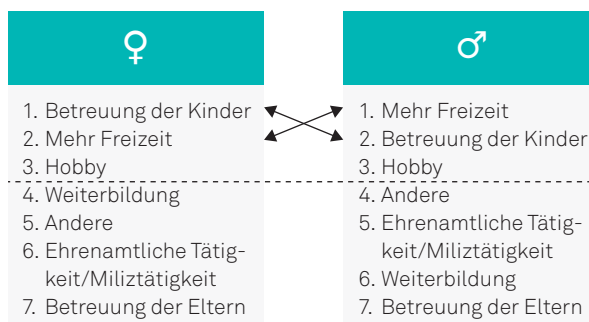 ♀
1. Betreuung der Kinder
2. Mehr Freizeit
3. Hobby
4. Weiterbildung
5. Andere
6. Ehrenamtliche Tätig-
keit/Miliztätigkeit
7. Betreuung der Eltern
♂
1. Mehr Freizeit
2. Betreuung der Kinder
3. Hobby
4. Andere
5. Ehrenamtliche Tätig-
keit/Miliztätigkeit
6. Weiterbildung
7. Betreuung der Eltern